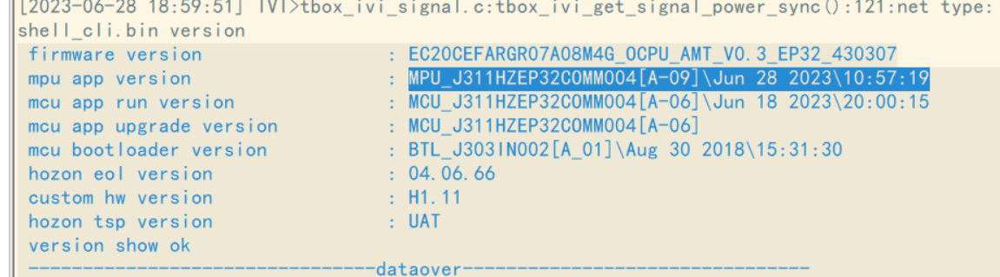 [2023-06-28 18:59:51] IVI>tbox_ivi_signal.c:tbox_ivi_get_signal_power_sync():121:net type:
shell_cli.bin version
firmware version : EC20CEFARGR07A08M4G_OCPU_AMT_V0.3_EP32_430307
mpu app version : MPU_J311HZEP32COMM004[A-09]\Jun 28 2023\10:57:19
mcu app run version : MCU_J311HZEP32COMM004[A-06]\Jun 18 2023\20:00:15
mcu app upgrade version : MCU_J311HZEP32COMM004[A-06]
mcu bootloader version : BTL_J303IN002[A_01]\Aug 30 2018\15:31:30
hozon eol version : 04.06.66
custom hw version : H1.11
hozon tsp version : UAT
version show ok
--------------------------------dataover--------------------------------